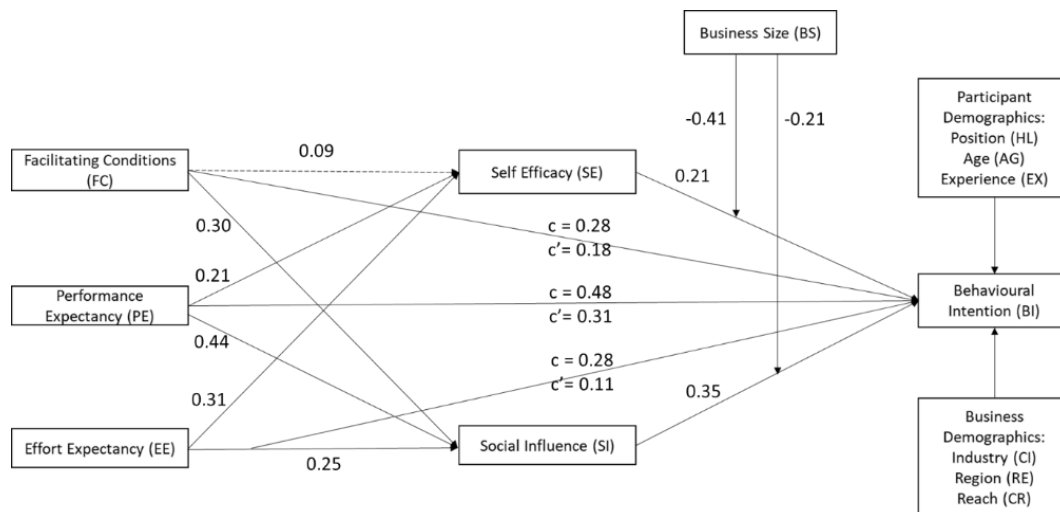 Business Size (BS)
-0.41
-0.21
Participant
Demographics:
Position (HL)
Age (AG)
Experience (EX)
Facilitating Conditions
(FC)
0.09
Self Efficacy (SE)
0.21
0.30
c = 0.28
c’= 0.18
0.21
Performance
Expectancy (PE)
c = 0.48
c’= 0.31
Behavioural
Intention (BI)
0.44
c = 0.28
c’= 0.11
0.31
0.35
Effort Expectancy (EE)
0.25
Social Influence (SI)
Business
Demographics:
Industry (CI)
Region (RE)
Reach (CR)